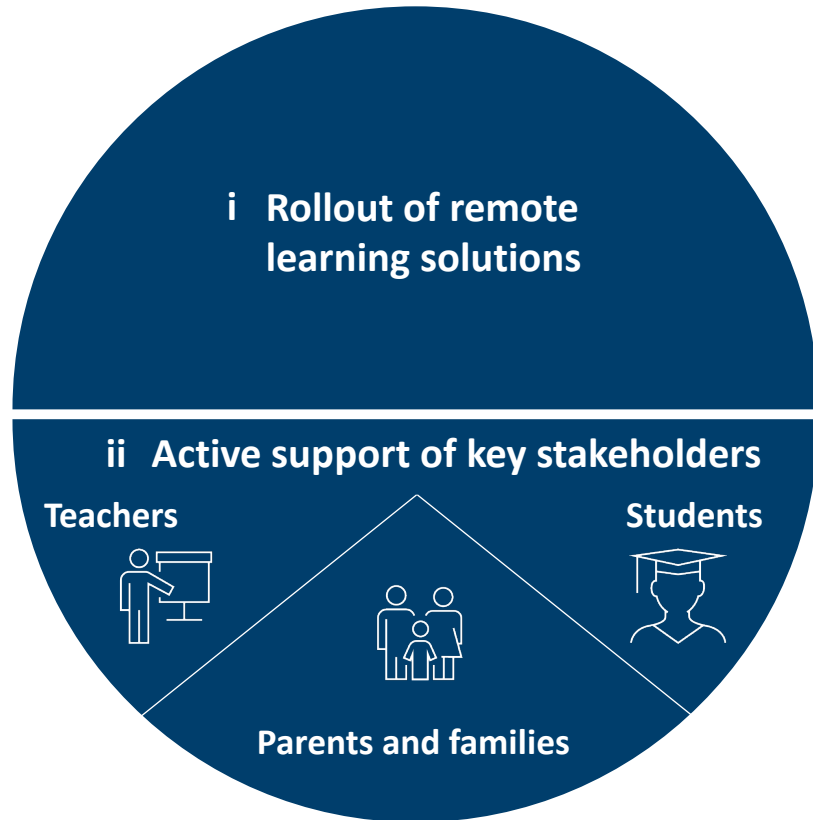 i Rollout of remote
learning solutions
ii Active support of key stakeholders
Teachers
Students
Parents and families